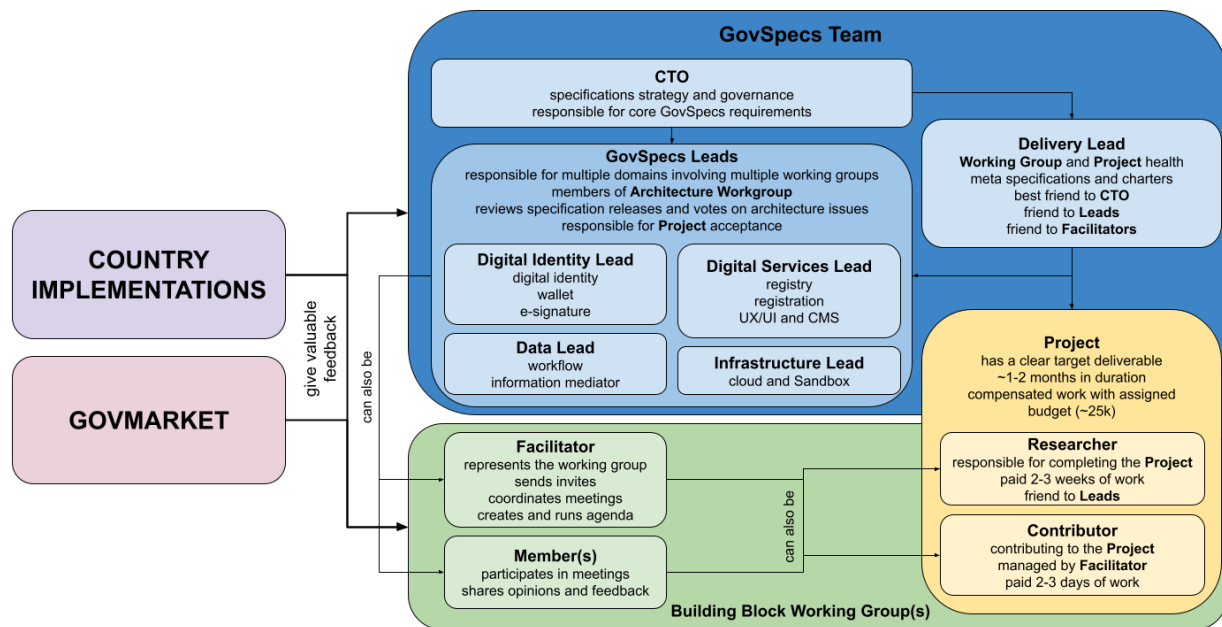 GovSpecs Team
CTO
specifications strategy and governance
responsible for core GovSpecs requirements
GovSpecs Leads
responsible for multiple domains involving multiple working groups
members of Architecture Workgroup
reviews specification releases and votes on architecture issues
responsible for Project acceptance
Digital Identity Lead
digital identity
wallet
e-signature
Digital Services Lead
registry
registration
UX/UI and CMS
Data Lead
workflow
information mediator
Infrastructure Lead
cloud and Sandbox
Delivery Lead
Working Group and Project health
meta specifications and charters
best friend to CTO
friend to Leads
friend to Facilitators
COUNTRY
IMPLEMENTATIONS
GOVMARKET
give valuable
feedback
can also be
Project
has a clear target deliverable
~1-2 months in duration
compensated work with assigned
budget (~25k)
Researcher
responsible for completing the Project
paid 2-3 weeks of work
friend to Leads
Contributor
contributing to the Project
managed by Facilitator
paid 2-3 days of work
Facilitator
represents the working group
sends invites
coordinates meetings
creates and runs agenda
Member(s)
participates in meetings
shares opinions and feedback
can also be
Building Block Working Group(s)